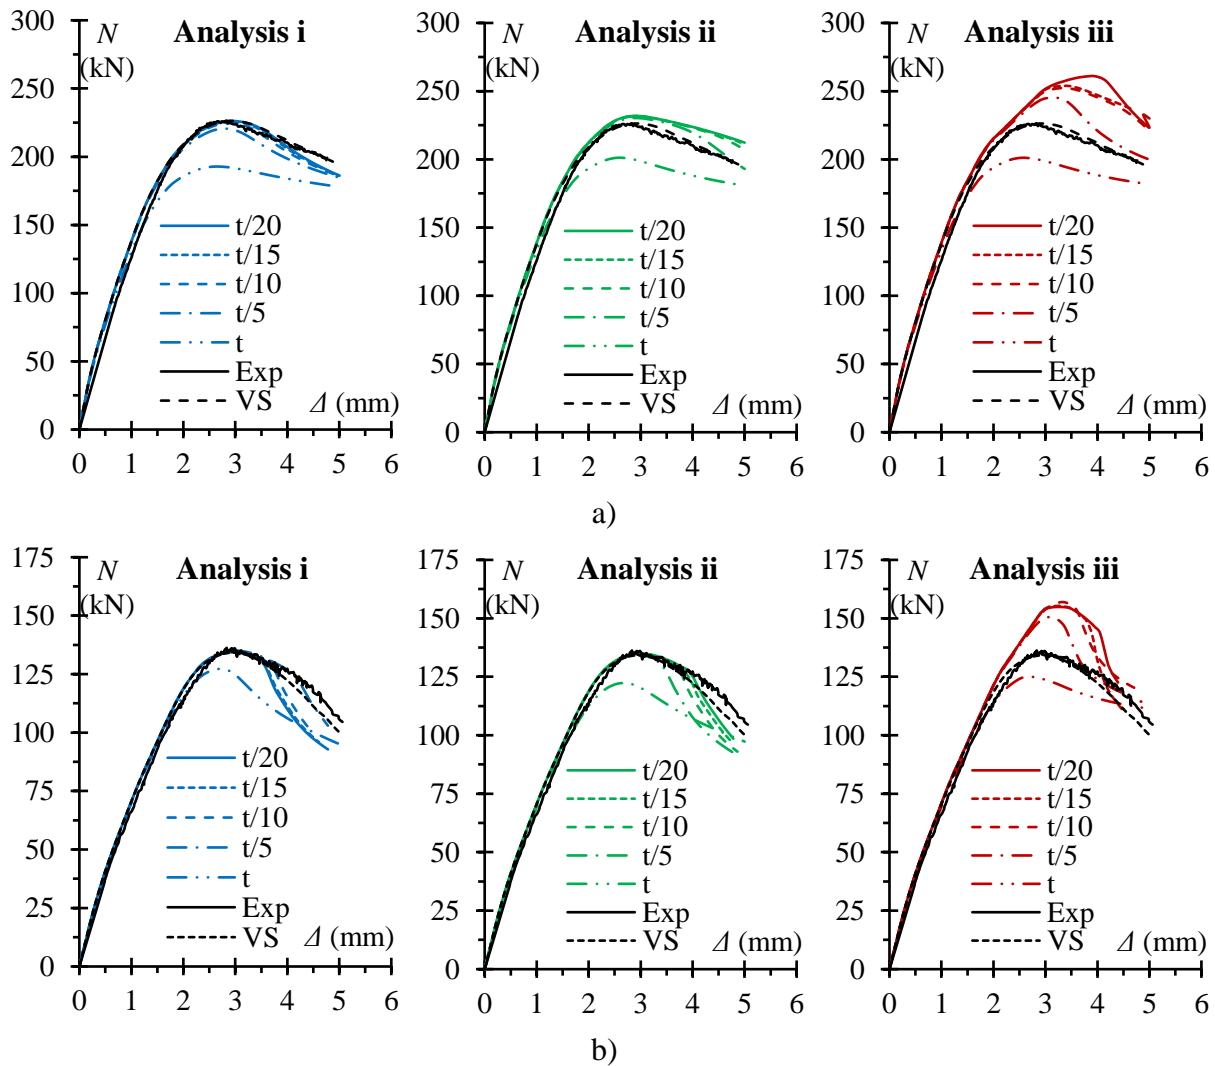 Analysis i
N
(kN)
300
250
200
150
100
50
0
t/20
t/15
t/10
t/5
t
Exp
VS
Δ (mm)
0 1 2 3 4 5 6
Analysis ii
N
(kN)
300
250
200
150
100
50
0
t/20
t/15
t/10
t/5
t
Exp
VS
Δ (mm)
0 1 2 3 4 5 6
Analysis iii
N
(kN)
300
250
200
150
100
50
0
t/20
t/15
t/10
t/5
t
Exp
VS
Δ (mm)
0 1 2 3 4 5 6
a)
Analysis i
N
(kN)
175
150
125
100
75
50
25
0
t/20
t/15
t/10
t/5
t
Exp
VS
Δ (mm)
0 1 2 3 4 5 6
Analysis ii
N
(kN)
175
150
125
100
75
50
25
0
t/20
t/15
t/10
t/5
t
Exp
VS
Δ (mm)
0 1 2 3 4 5 6
Analysis iii
N
(kN)
175
150
125
100
75
50
25
0
t/20
t/15
t/10
t/5
t
Exp
VS
Δ (mm)
0 1 2 3 4 5 6
b)